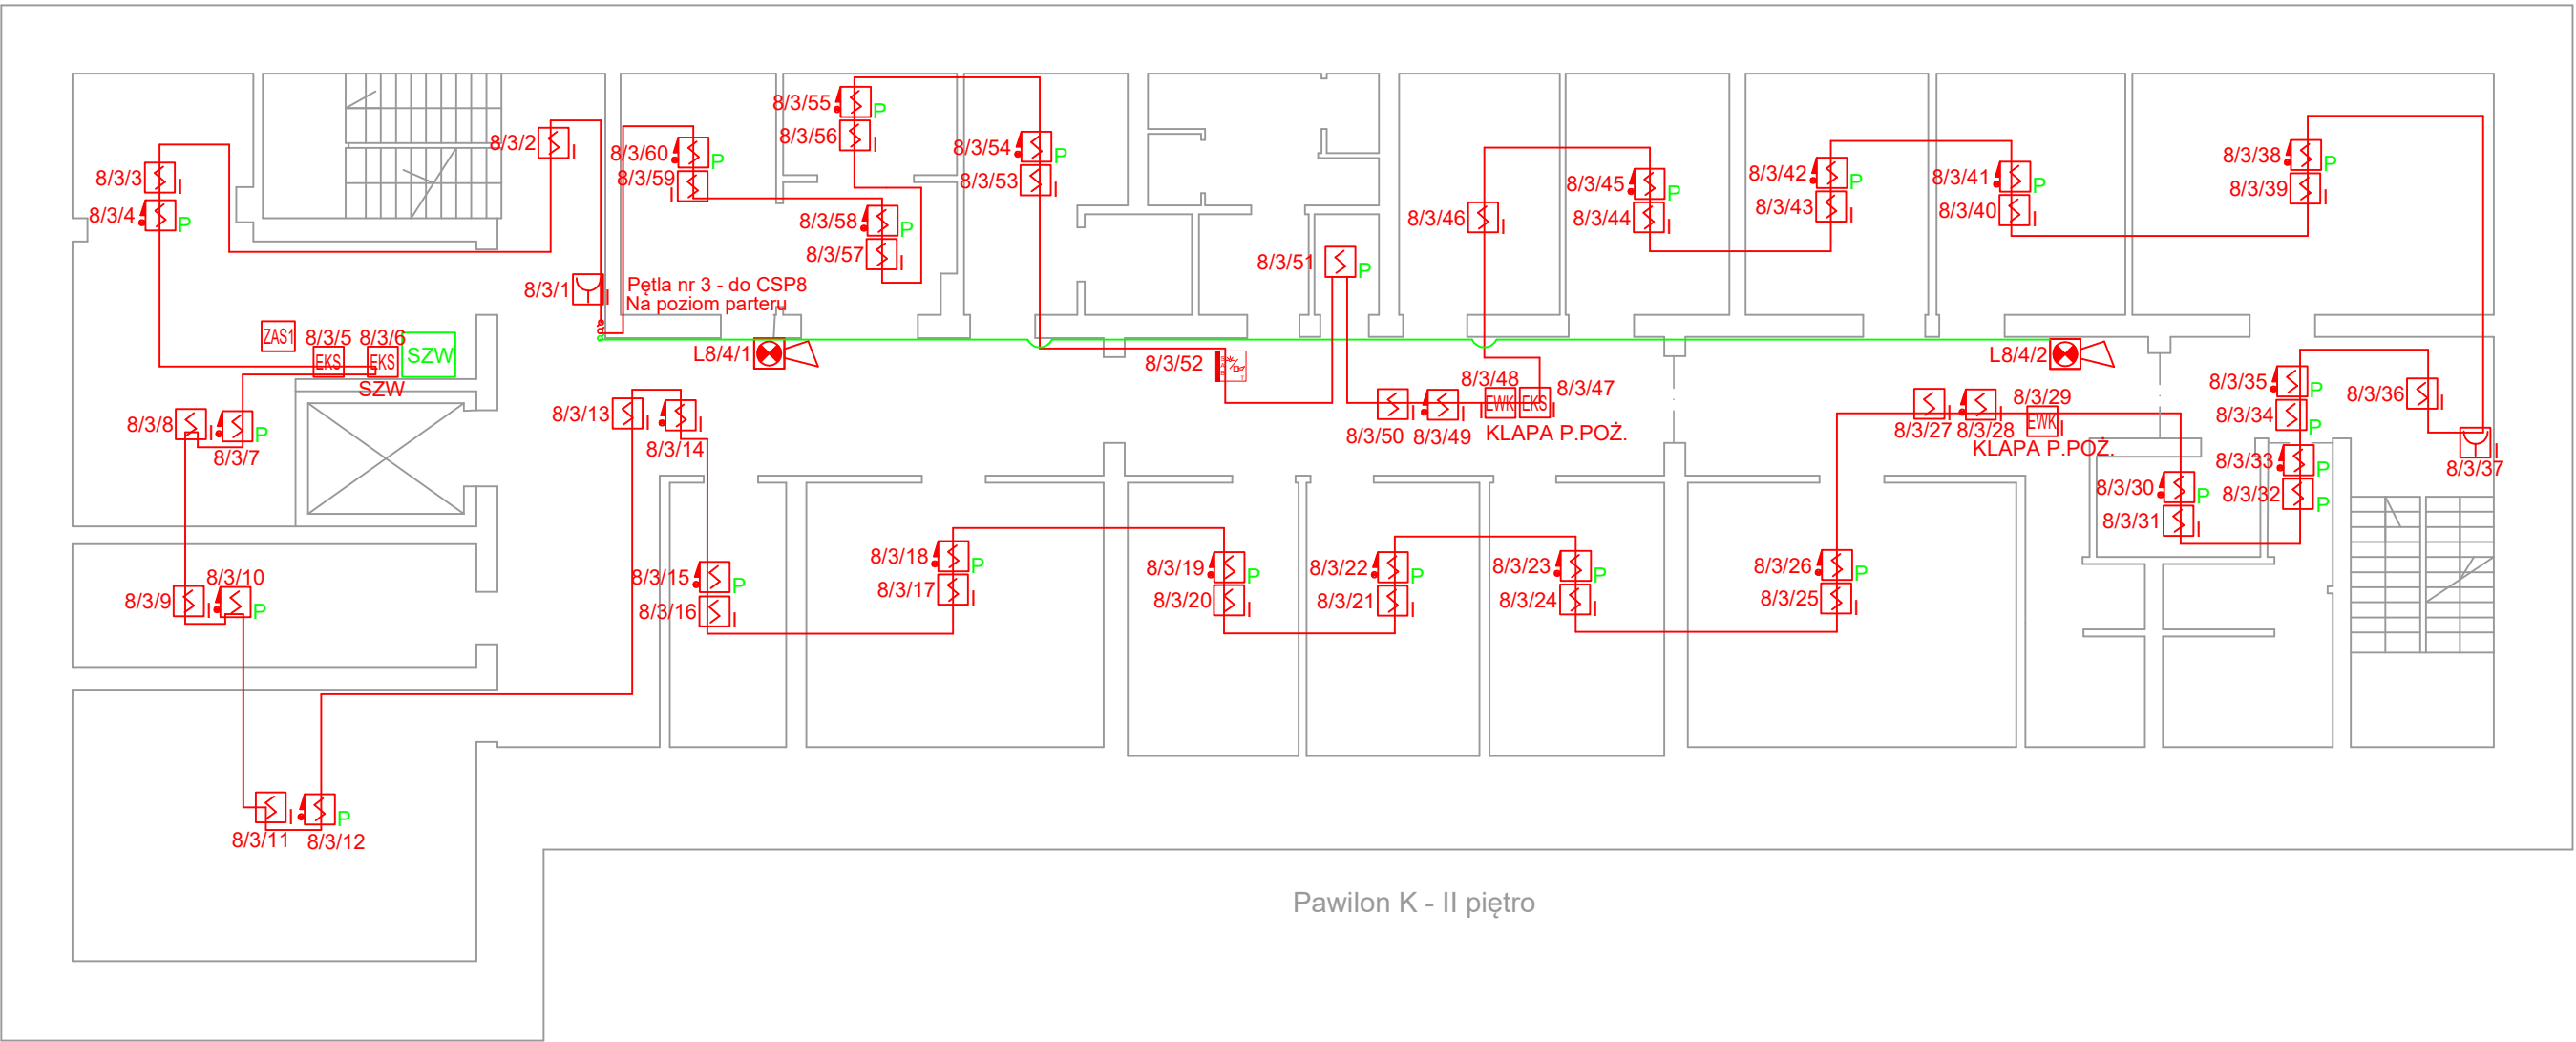 8/3/55
P
8/3/56
8/3/2
I
8/3/60
P
8/3/59
I
I
8/3/54
P
8/3/53
I
8/3/3
I
8/3/4
P
8/3/58
P
8/3/57
I
8/3/46
I
8/3/45
P
8/3/44
I
8/3/42
P
8/3/43
I
8/3/41
P
8/3/40
I
8/3/38
P
8/3/39
I
8/3/51
P
8/3/1
I
Pętla nr 3 - do CSP8
Na poziom parteru
ZAS1
8/3/5
8/3/6
EKS
EKS
SZW
SZW
L8/4/1
8/3/52
L8/4/2
8/3/48
8/3/47
EWK
EKS
I
I
KLAPA P.POŻ.
8/3/50
I
8/3/49
I
8/3/27
I
8/3/28
I
8/3/29
EWK
I
KLAPA P.POŻ.
8/3/35
P
8/3/34
P
8/3/36
I
8/3/37
I
8/3/33
P
8/3/32
P
8/3/30
P
8/3/31
I
8/3/8
I
8/3/7
P
8/3/13
I
8/3/14
I
8/3/9
I
8/3/10
P
8/3/15
P
8/3/16
I
8/3/18
P
8/3/17
I
8/3/19
P
8/3/20
I
8/3/22
P
8/3/21
I
8/3/23
P
8/3/24
I
8/3/26
P
8/3/25
I
8/3/11
I
8/3/12
P
Pawilon K - II piętro